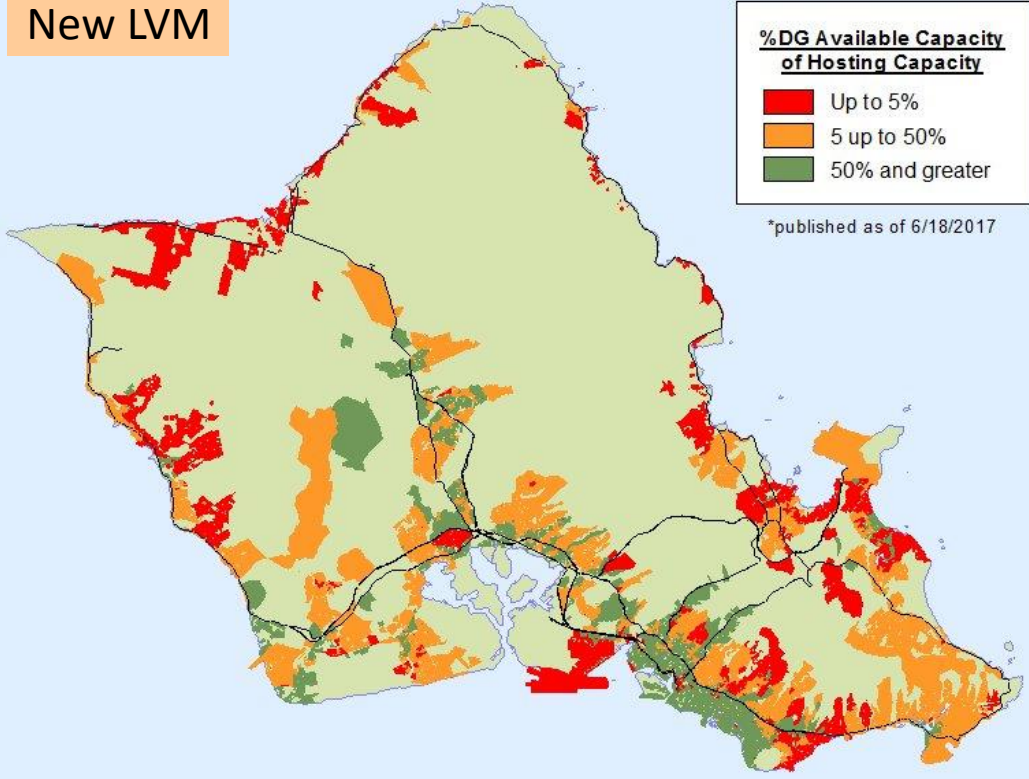 New LVM
%DG Available Capacity
of Hosting Capacity
Up to 5%
5 up to 50%
50% and greater
*published as of 6/18/2017